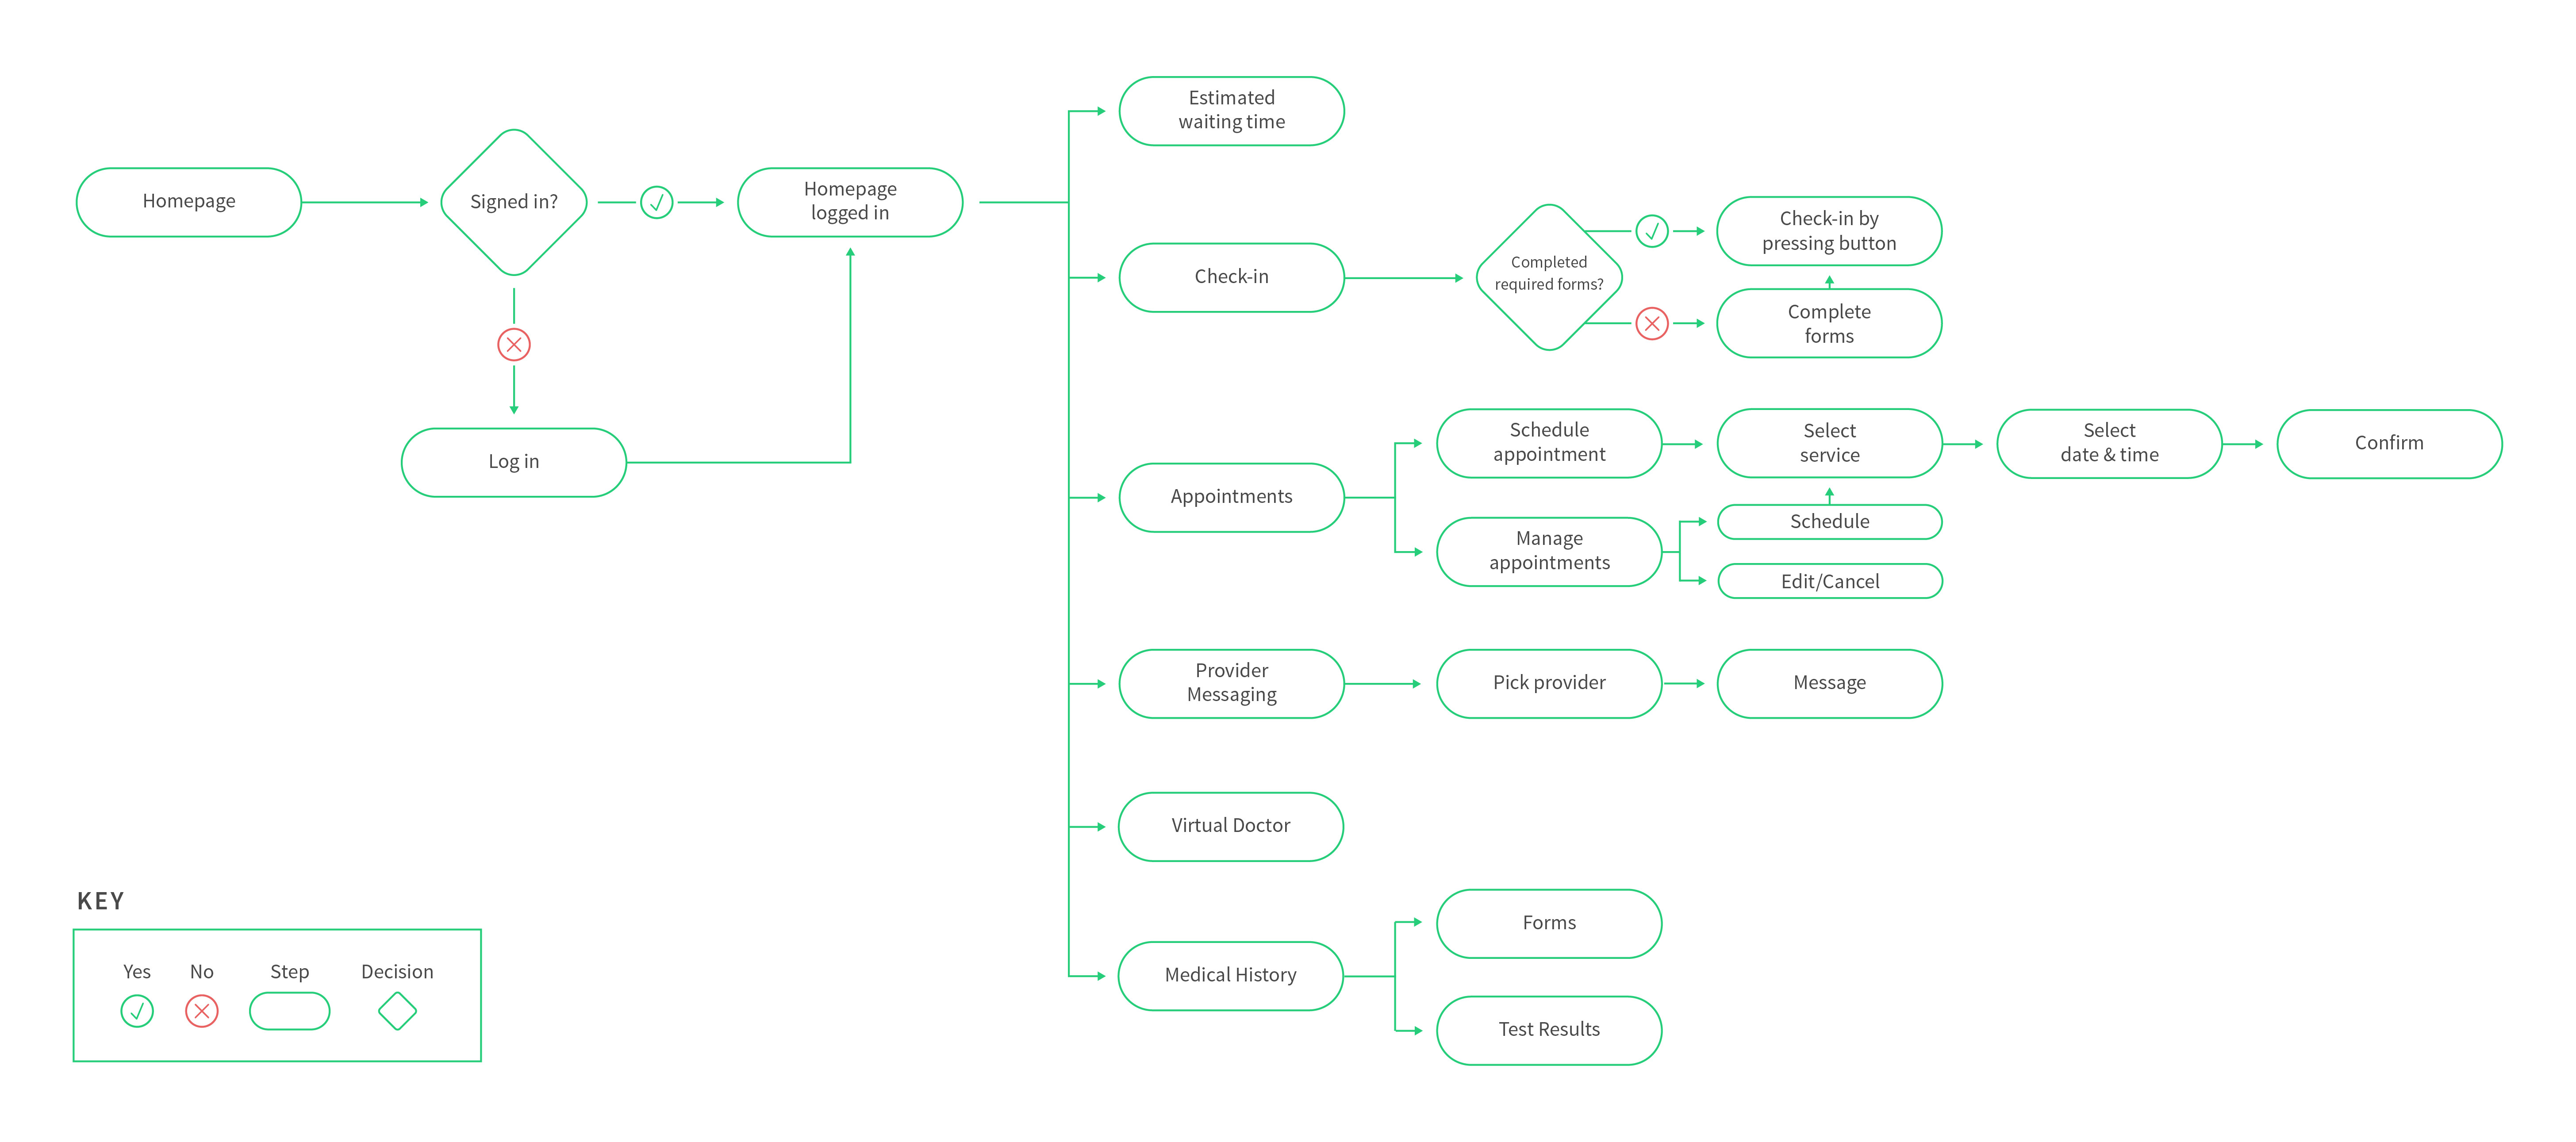 Homepage
Signed in?
Homepage
logged in
Log in
Estimated
waiting time
Check-in
Completed
required forms?
Check-in by
pressing button
Complete
forms
Appointments
Schedule
appointment
Select
service
Select
date & time
Confirm
Manage
appointments
Schedule
Edit/Cancel
Provider
Messaging
Pick provider
Message
Virtual Doctor
Medical History
Forms
Test Results
KEY
Yes
No
Step
Decision